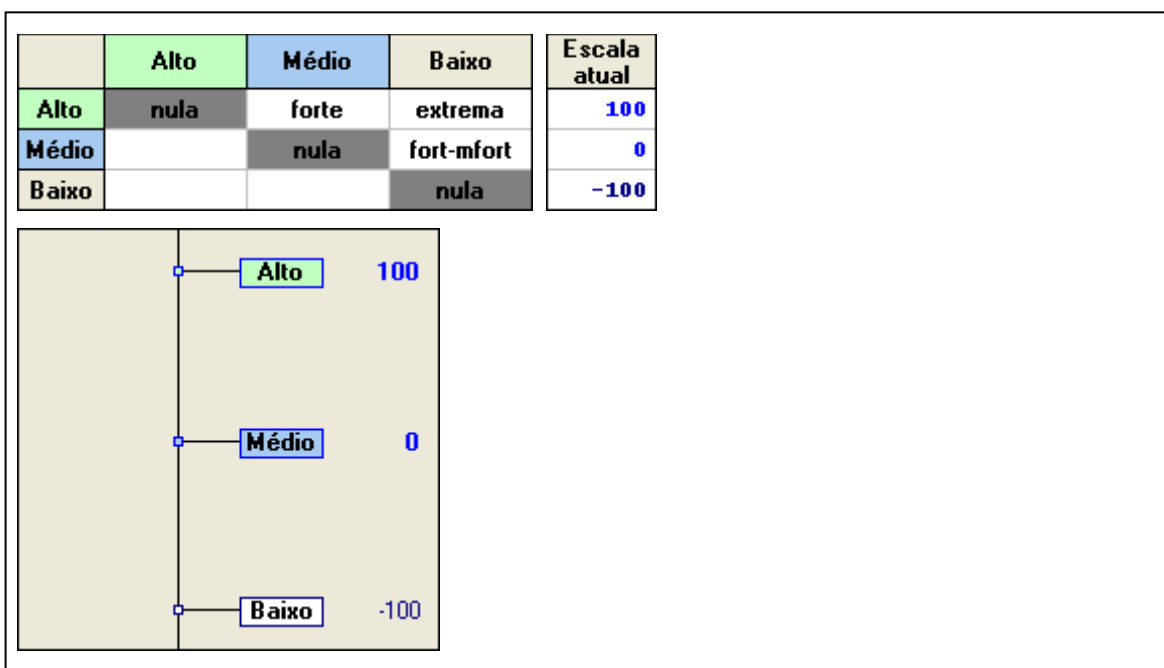 Alto Médio Baixo Escala atual
Alto nula forte extrema 100
Médio nula fort-mfort 0
Baixo nula -100
Alto 100
Médio 0
Baixo -100